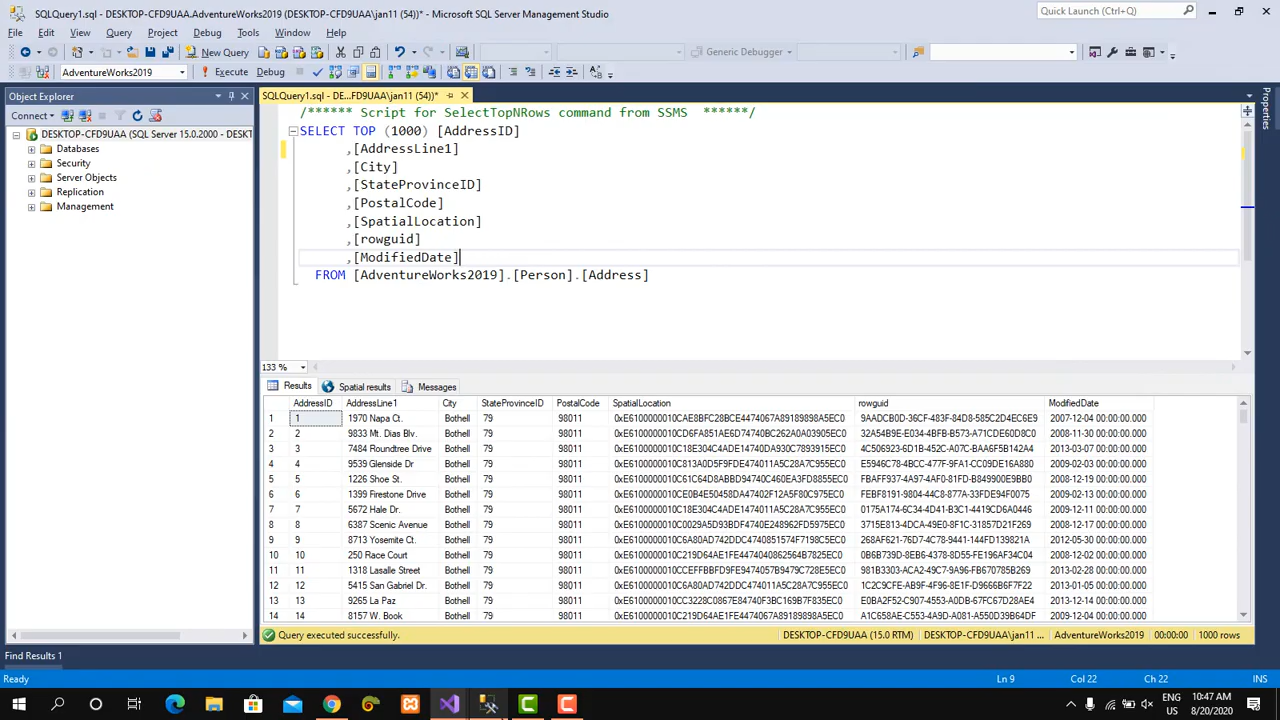 SQLQuery1.sql - DESKTOP-CFD9UAA.AdventureWorks2019 (DESKTOP-CFD9UAA\jan11 (54))* - Microsoft SQL Server Management Studio
Quick Launch (Ctrl+Q)
File Edit View Query Project Debug Tools Window Help
New Query
Generic Debugger
AdventureWorks2019
Execute Debug
Object Explorer
Connect
DESKTOP-CFD9UAA (SQL Server 15.0.2000 - DESKT
Databases
Security
Server Objects
Replication
Management
SQLQuery1.sql - DE...FD9UAA\jan11 (54))*
/****** Script for SelectTopNRows command from SSMS ******/
SELECT TOP (1000) [AddressID]
,[AddressLine1]
,[City]
,[StateProvinceID]
,[PostalCode]
,[SpatialLocation]
,[rowguid]
,[ModifiedDate]
FROM [AdventureWorks2019].[Person].[Address]
Properties
133 %
Results Spatial results Messages
AddressID AddressLine1 City StateProvinceID PostalCode SpatialLocation rowguid ModifiedDate
1 1 1970 Napa Ct. Bothell 79 98011 0xE6100000010CAE8BFC28BCE4474067A89189898A5EC0 9AADCB0D-36CF-483F-84D8-585C2D4EC6E9 2007-12-04 00:00:00.000
2 2 9833 Mt. Dias Blv. Bothell 79 98011 0xE6100000010CD6FA851AE6D74740BC262A0A03905EC0 32A54B9E-E034-4BFB-B573-A71CDE60D8C0 2008-11-30 00:00:00.000
3 3 7484 Roundtree Drive Bothell 79 98011 0xE6100000010C18E304C4ADE14740DA930C7893915EC0 4C506923-6D1B-452C-A07C-BAA6F5B142A4 2013-03-07 00:00:00.000
4 4 9539 Glenside Dr Bothell 79 98011 0xE6100000010C813A0D5F9FDE474011A5C28A7C955EC0 E5946C78-4BCC-477F-9FA1-CC09DE16A880 2009-02-03 00:00:00.000
5 5 1226 Shoe St. Bothell 79 98011 0xE6100000010C61C64D8ABBD94740C460EA3FD8855EC0 FBAFF937-4A97-4AF0-81FD-B849900E9BB0 2008-12-19 00:00:00.000
6 6 1399 Firestone Drive Bothell 79 98011 0xE6100000010CE0B4E50458DA47402F12A5F80C975EC0 FEBF8191-9804-44C8-877A-33FDE94F0075 2009-02-13 00:00:00.000
7 7 5672 Hale Dr. Bothell 79 98011 0xE6100000010C18E304C4ADE1474011A5C28A7C955EC0 0175A174-6C34-4D41-B3C1-4419CD6A0446 2009-12-11 00:00:00.000
8 8 6387 Scenic Avenue Bothell 79 98011 0xE6100000010C0029A5D93BDF4740E248962FD5975EC0 3715E813-4DCA-49E0-8F1C-31857D21F269 2008-12-17 00:00:00.000
9 9 8713 Yosemite Ct. Bothell 79 98011 0xE6100000010C6A80AD742DDC4740851574F7198C5EC0 268AF621-76D7-4C78-9441-144FD139821A 2012-05-30 00:00:00.000
10 10 250 Race Court Bothell 79 98011 0xE6100000010C219D64AE1FE4474040862564B7825EC0 0B6B739D-8EB6-4378-8D55-FE196AF34C04 2008-12-02 00:00:00.000
11 11 1318 Lasalle Street Bothell 79 98011 0xE6100000010CCEFFBBFD9FE9474057B9479C728E5EC0 981B3303-ACA2-49C7-9A96-FB670785B269 2013-02-28 00:00:00.000
12 12 5415 San Gabriel Dr. Bothell 79 98011 0xE6100000010C6A80AD742DDC474011A5C28A7C955EC0 1C2C9CFE-AB9F-4F96-8E1F-D9666B6F7F22 2013-01-05 00:00:00.000
13 13 9265 La Paz Bothell 79 98011 0xE6100000010CC3228C0867E84740F3BC169B7F835EC0 E0BA2F52-C907-4553-A0DB-67FC67D28AE4 2013-12-14 00:00:00.000
14 14 8157 W. Book Bothell 79 98011 0xE6100000010C219D64AE1FE4474067A89189898A5EC0 A1C658AE-C553-4A9D-A081-A550D39B64DF 2009-12-04 00:00:00.000
Query executed successfully.
DESKTOP-CFD9UAA (15.0 RTM) DESKTOP-CFD9UAA\jan11 ... AdventureWorks2019 00:00:00 1000 rows
Find Results 1
Ready Ln 9 Col 22 Ch 22 INS
ENG 10:47 AM
US 8/20/2020